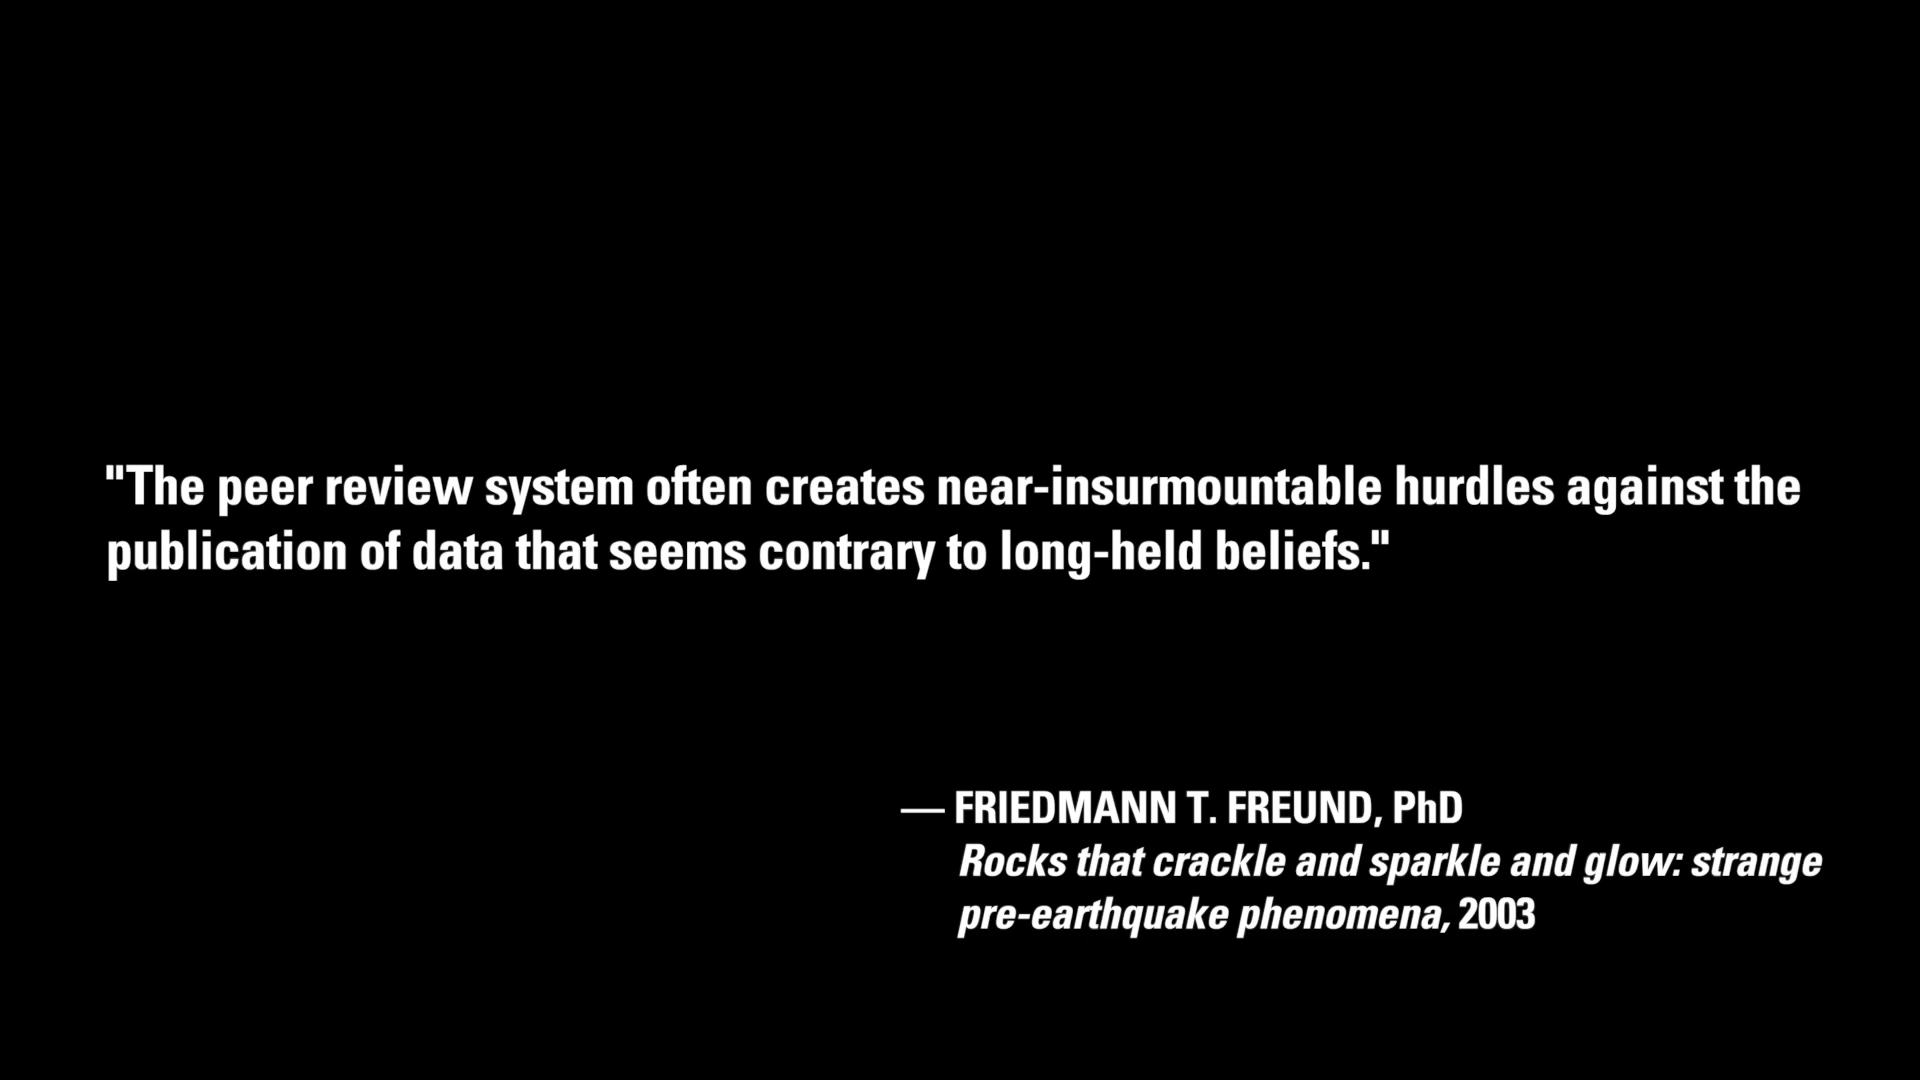 "The peer review system often creates near-insurmountable hurdles against the
publication of data that seems contrary to long-held beliefs."
— FRIEDMANN T. FREUND, PhD
Rocks that crackle and sparkle and glow: strange
pre-earthquake phenomena, 2003